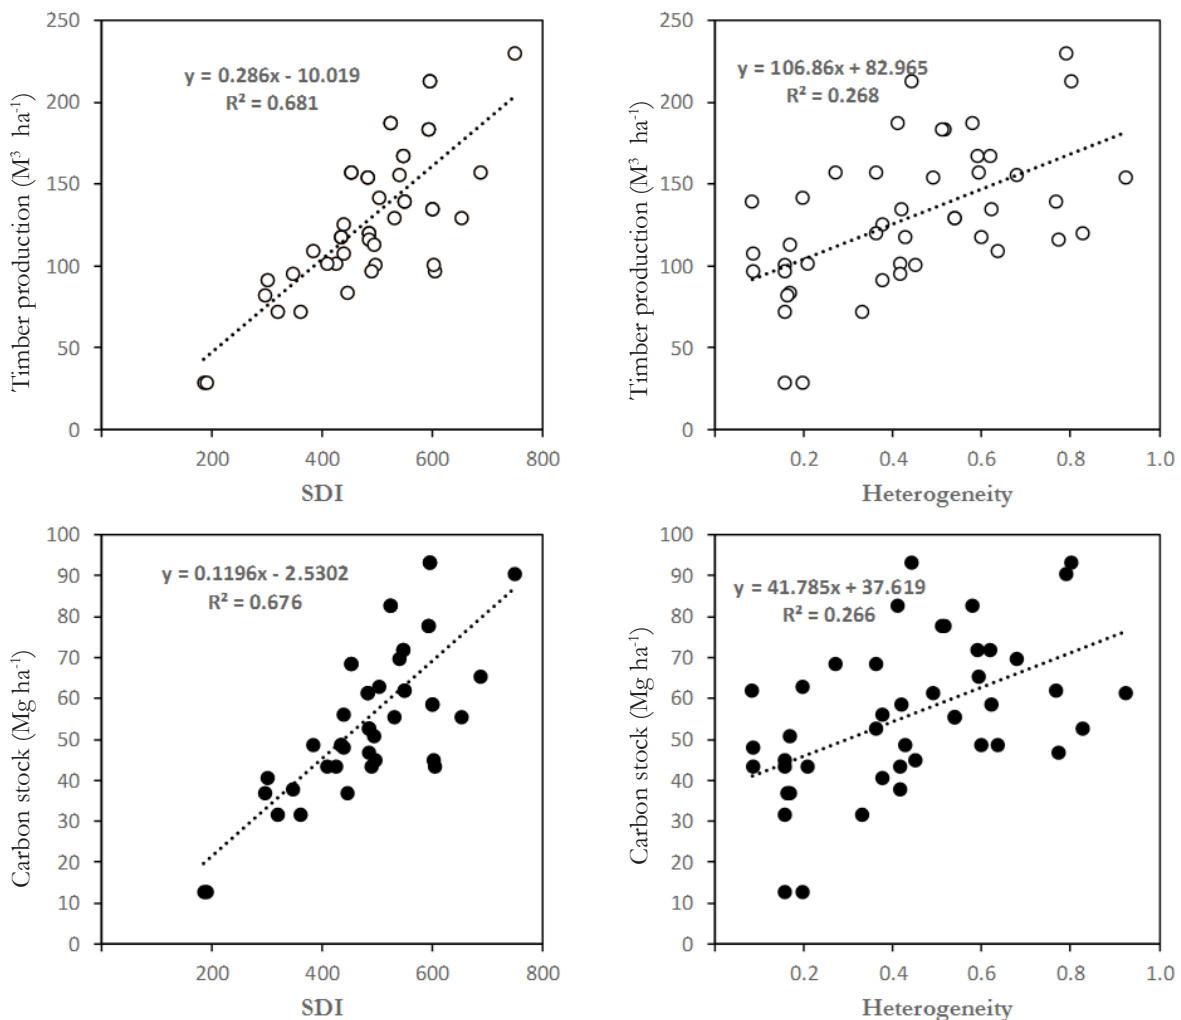 Timber production (M³ ha⁻¹)
250
200
150
100
50
0
y = 0.286x - 10.019
R² = 0.681
200 400 600 800
SDI
Timber production (M³ ha⁻¹)
250
200
150
100
50
0
y = 106.86x + 82.965
R² = 0.268
0.2 0.4 0.6 0.8 1.0
Heterogeneity
Carbon stock (Mg ha⁻¹)
100
90
80
70
60
50
40
30
20
10
0
y = 0.1196x - 2.5302
R² = 0.676
200 400 600 800
SDI
Carbon stock (Mg ha⁻¹)
100
90
80
70
60
50
40
30
20
10
0
y = 41.785x + 37.619
R² = 0.266
0.2 0.4 0.6 0.8 1.0
Heterogeneity